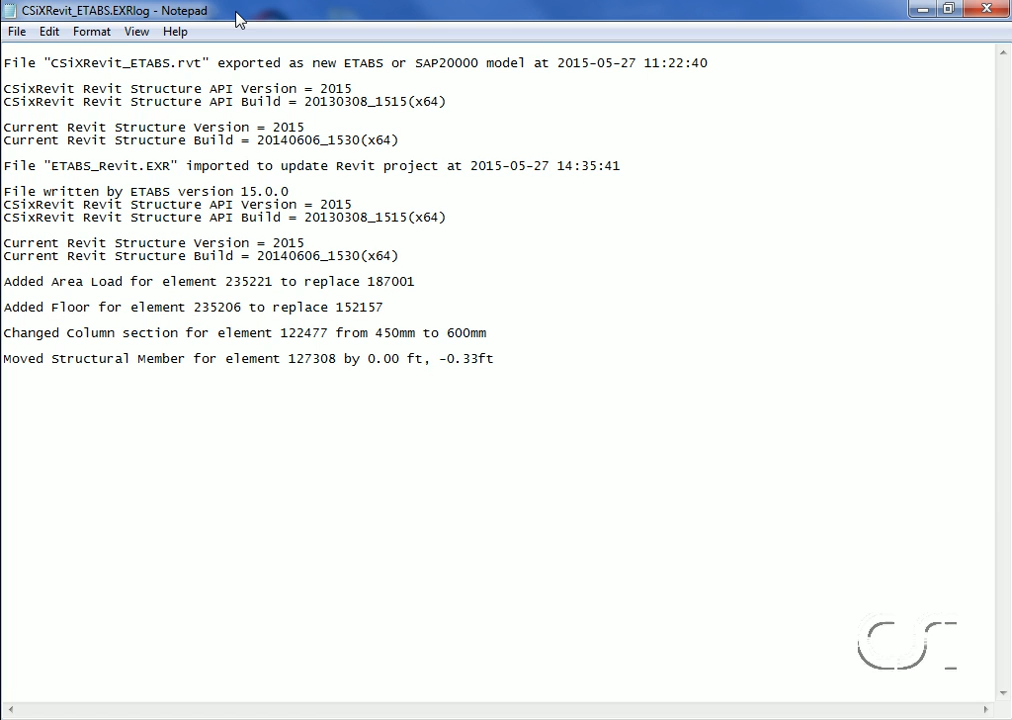 CSiXRevit_ETABS.EXRlog - Notepad
File Edit Format View Help
File "CSiXRevit_ETABS.rvt" exported as new ETABS or SAP20000 model at 2015-05-27 11:22:40
CSixRevit Revit Structure API Version = 2015
CSixRevit Revit Structure API Build = 20130308_1515(x64)
Current Revit Structure Version = 2015
Current Revit Structure Build = 20140606_1530(x64)
File "ETABS_Revit.EXR" imported to update Revit project at 2015-05-27 14:35:41
File written by ETABS version 15.0.0
CSixRevit Revit Structure API Version = 2015
CSixRevit Revit Structure API Build = 20130308_1515(x64)
Current Revit Structure Version = 2015
Current Revit Structure Build = 20140606_1530(x64)
Added Area Load for element 235221 to replace 187001
Added Floor for element 235206 to replace 152157
Changed Column section for element 122477 from 450mm to 600mm
Moved Structural Member for element 127308 by 0.00 ft, -0.33ft
CSI